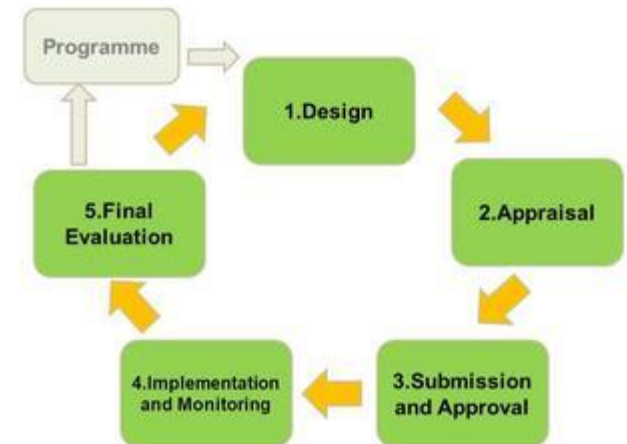 Programme
1.Design
2.Appraisal
3.Submission
and Approval
4.Implementation
and Monitoring
5.Final
Evaluation